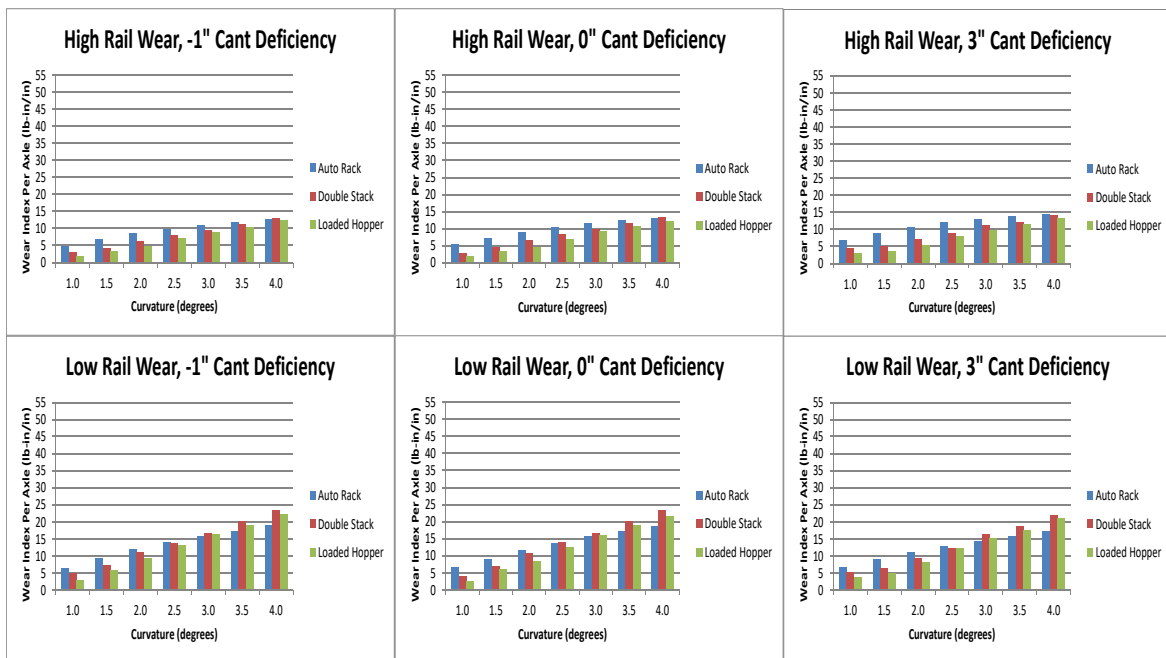 High Rail Wear, -1" Cant Deficiency
Wear Index Per Axle (lb-in/in)
55
50
45
40
35
30
25
20
15
10
5
0
1.0 1.5 2.0 2.5 3.0 3.5 4.0
Curvature (degrees)
Auto Rack
Double Stack
Loaded Hopper
High Rail Wear, 0" Cant Deficiency
Wear Index Per Axle (lb-in/in)
55
50
45
40
35
30
25
20
15
10
5
0
1.0 1.5 2.0 2.5 3.0 3.5 4.0
Curvature (degrees)
Auto Rack
Double Stack
Loaded Hopper
High Rail Wear, 3" Cant Deficiency
Wear Index Per Axle (lb-in/in)
55
50
45
40
35
30
25
20
15
10
5
0
1.0 1.5 2.0 2.5 3.0 3.5 4.0
Curvature (degrees)
Auto Rack
Double Stack
Loaded Hopper
Low Rail Wear, -1" Cant Deficiency
Wear Index Per Axle (lb-in/in)
55
50
45
40
35
30
25
20
15
10
5
0
1.0 1.5 2.0 2.5 3.0 3.5 4.0
Curvature (degrees)
Auto Rack
Double Stack
Loaded Hopper
Low Rail Wear, 0" Cant Deficiency
Wear Index Per Axle (lb-in/in)
55
50
45
40
35
30
25
20
15
10
5
0
1.0 1.5 2.0 2.5 3.0 3.5 4.0
Curvature (degrees)
Auto Rack
Double Stack
Loaded Hopper
Low Rail Wear, 3" Cant Deficiency
Wear Index Per Axle (lb-in/in)
55
50
45
40
35
30
25
20
15
10
5
0
1.0 1.5 2.0 2.5 3.0 3.5 4.0
Curvature (degrees)
Auto Rack
Double Stack
Loaded Hopper